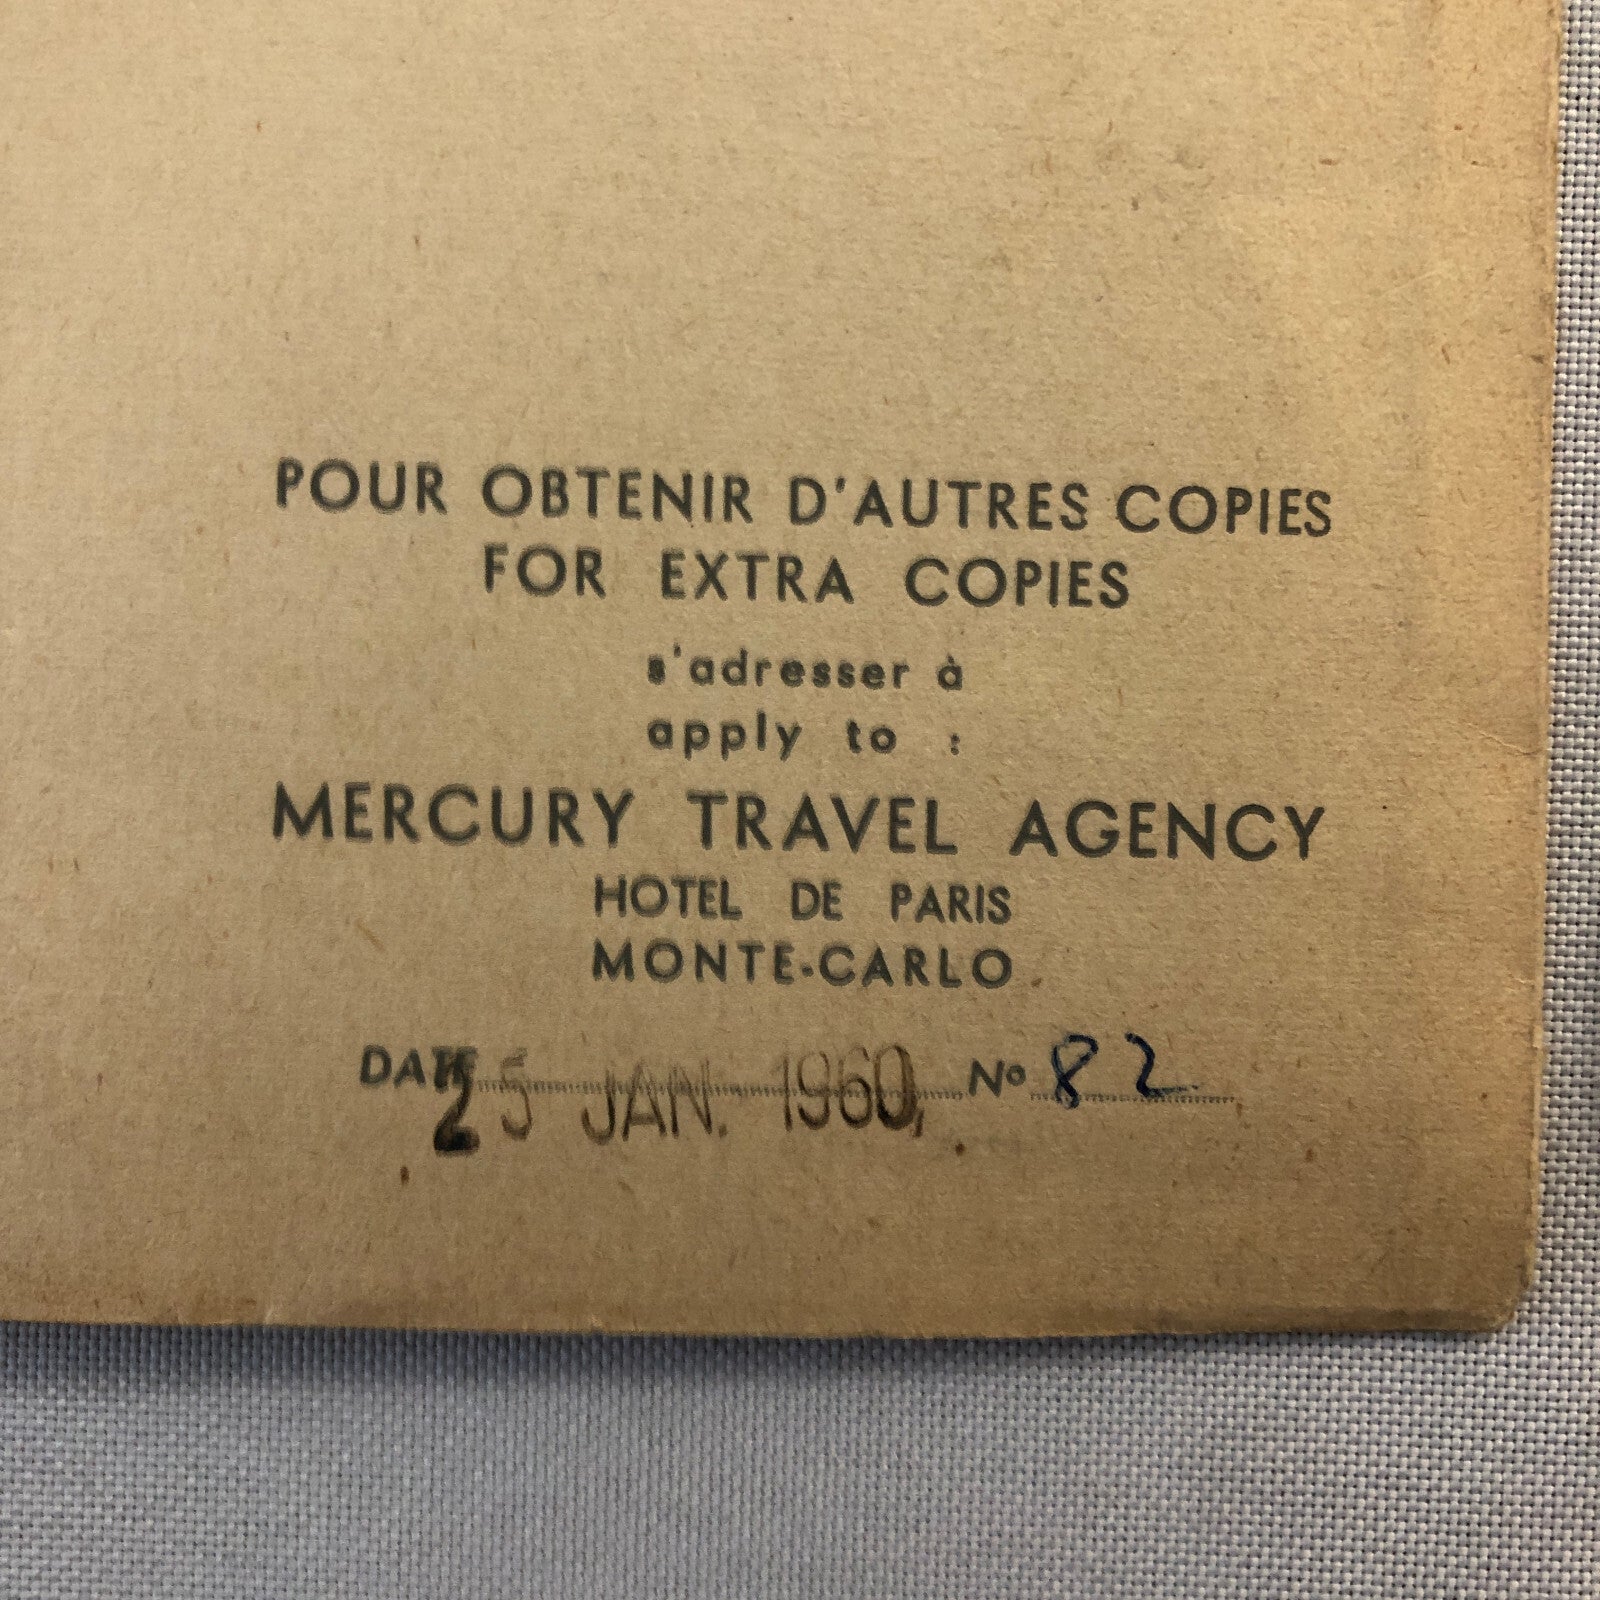 POUR OBTENIR D'AUTRES COPIES
FOR EXTRA COPIES
s'adresser à
apply to :
MERCURY TRAVEL AGENCY
HOTEL DE PARIS
MONTE-CARLO
DATE 25 JAN. 1960 No 82